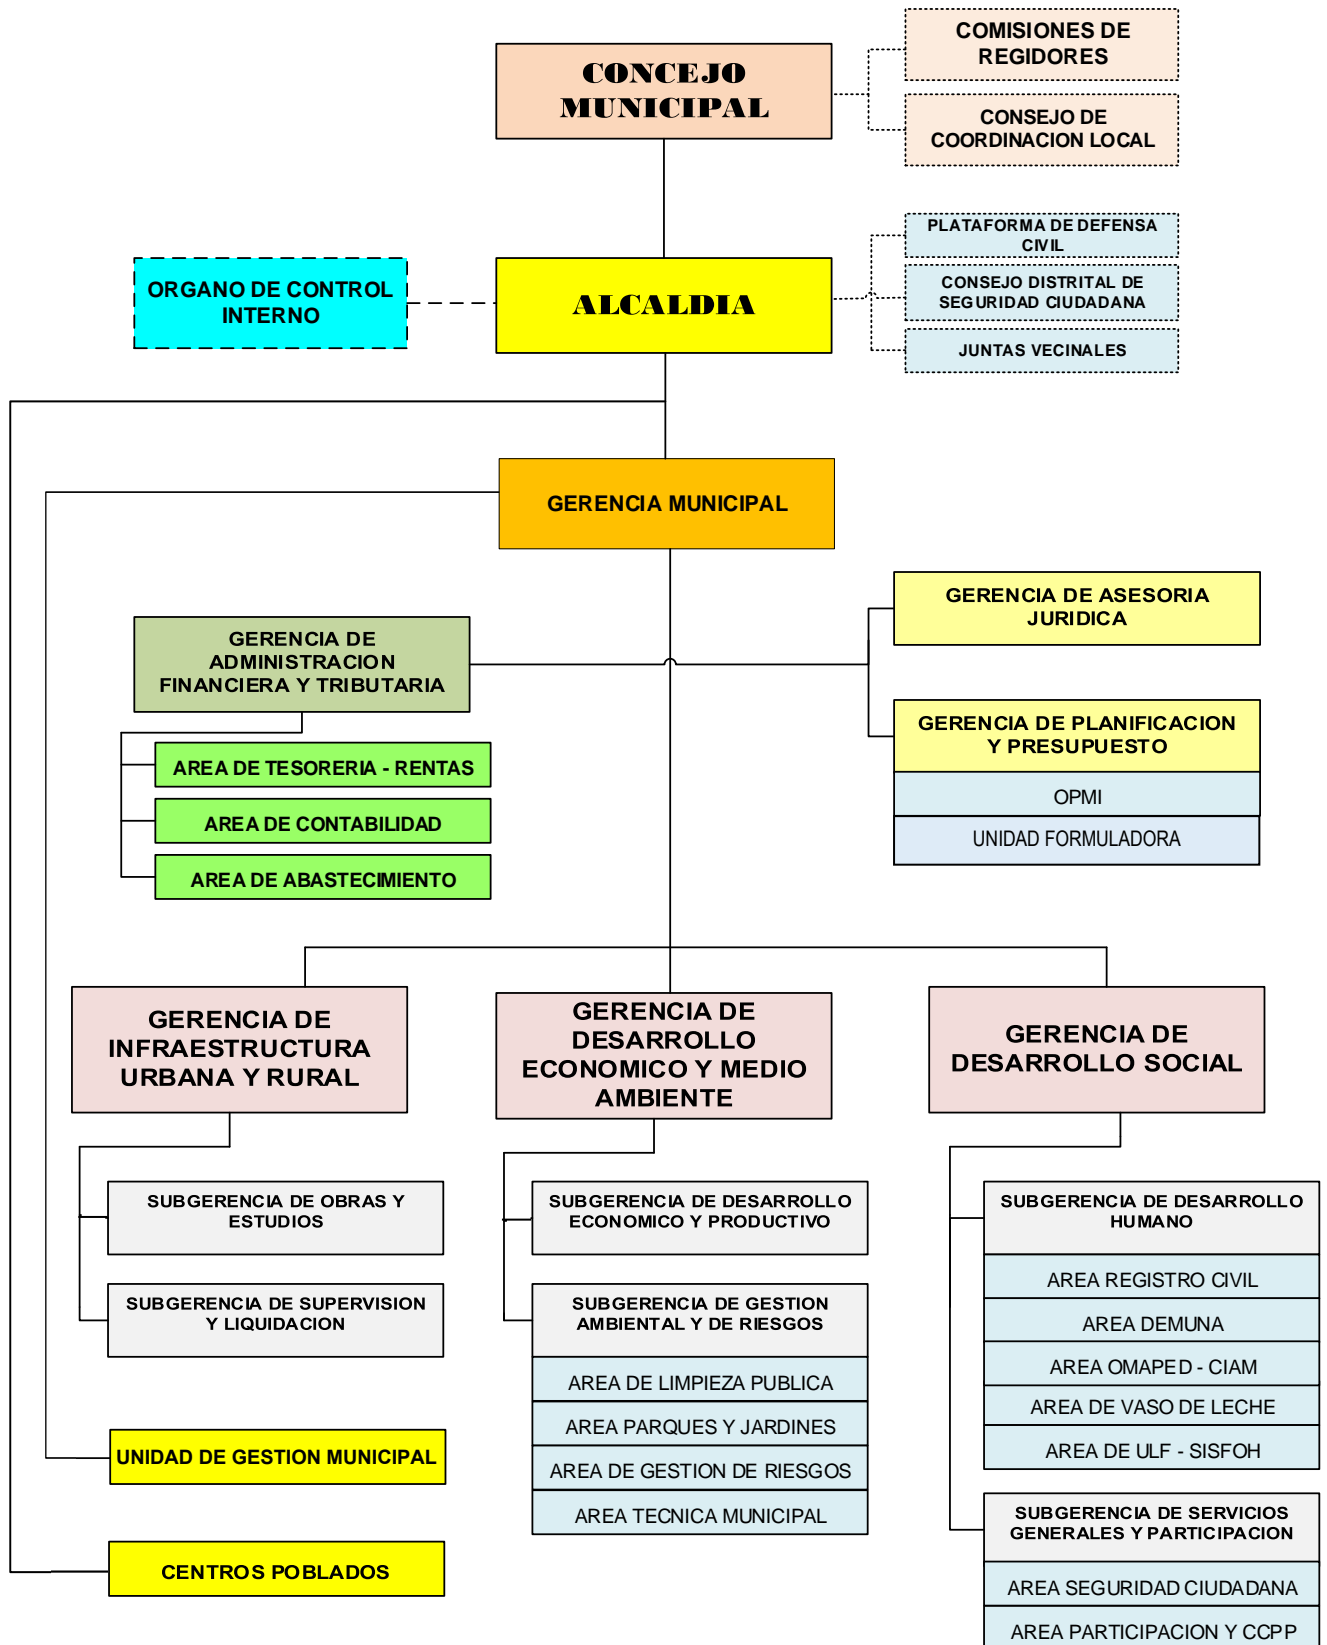 CONCEJO
MUNICIPAL
COMISIONES DE
REGIDORES
CONSEJO DE
COORDINACION LOCAL
ORGANO DE CONTROL
INTERNO
ALCALDIA
PLATAFORMA DE DEFENSA
CIVIL
CONSEJO DISTRITAL DE
SEGURIDAD CIUDADANA
JUNTAS VECINALES
GERENCIA MUNICIPAL
GERENCIA DE
ADMINISTRACION
FINANCIERA Y TRIBUTARIA
AREA DE TESORERIA - RENTAS
AREA DE CONTABILIDAD
AREA DE ABASTECIMIENTO
GERENCIA DE ASESORIA
JURIDICA
GERENCIA DE PLANIFICACION
Y PRESUPUESTO
OPMI
UNIDAD FORMULADORA
GERENCIA DE
INFRAESTRUCTURA
URBANA Y RURAL
SUBGERENCIA DE OBRAS Y
ESTUDIOS
SUBGERENCIA DE SUPERVISION
Y LIQUIDACION
UNIDAD DE GESTION MUNICIPAL
CENTROS POBLADOS
GERENCIA DE
DESARROLLO
ECONOMICO Y MEDIO
AMBIENTE
SUBGERENCIA DE DESARROLLO
ECONOMICO Y PRODUCTIVO
SUBGERENCIA DE GESTION
AMBIENTAL Y DE RIESGOS
AREA DE LIMPIEZA PUBLICA
AREA PARQUES Y JARDINES
AREA DE GESTION DE RIESGOS
AREA TECNICA MUNICIPAL
GERENCIA DE
DESARROLLO SOCIAL
SUBGERENCIA DE DESARROLLO
HUMANO
AREA REGISTRO CIVIL
AREA DEMUNA
AREA OMAPED - CIAM
AREA DE VASO DE LECHE
AREA DE ULF - SISFOH
SUBGERENCIA DE SERVICIOS
GENERALES Y PARTICIPACION
AREA SEGURIDAD CIUDADANA
AREA PARTICIPACION Y CCPP